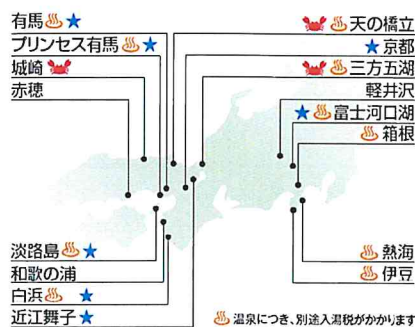 有馬
プリンセス有馬
城崎
赤穂
天の橋立
京都
三方五湖
軽井沢
富士河口湖
箱根
淡路島
和歌の浦
白浜
近江舞子
熱海
伊豆
温泉につき、別途入湯税がかかります